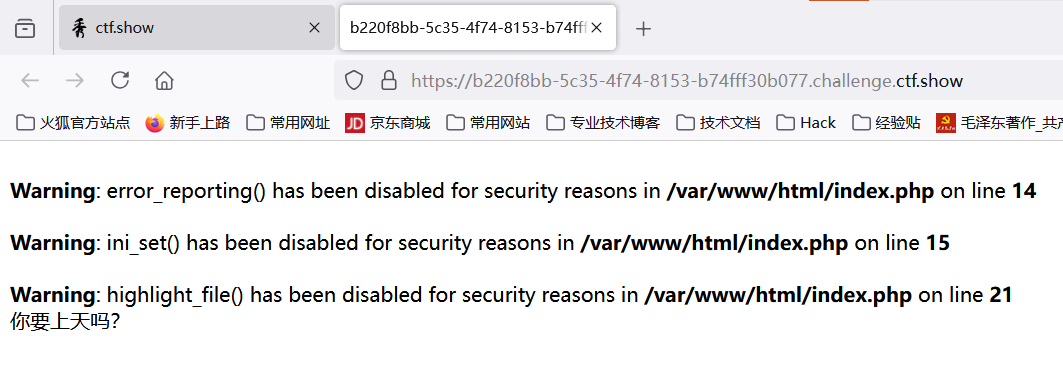 ctf.show
b220f8bb-5c35-4f74-8153-b74fff
https://b220f8bb-5c35-4f74-8153-b74fff30b077.challenge.ctf.show
火狐官方站点 新手上路 常用网址 JD 京东商城 常用网站 专业技术博客 技术文档 Hack 经验贴 毛泽东著作_共产
Warning: error_reporting() has been disabled for security reasons in /var/www/html/index.php on line 14
Warning: ini_set() has been disabled for security reasons in /var/www/html/index.php on line 15
Warning: highlight_file() has been disabled for security reasons in /var/www/html/index.php on line 21
你要上天吗？